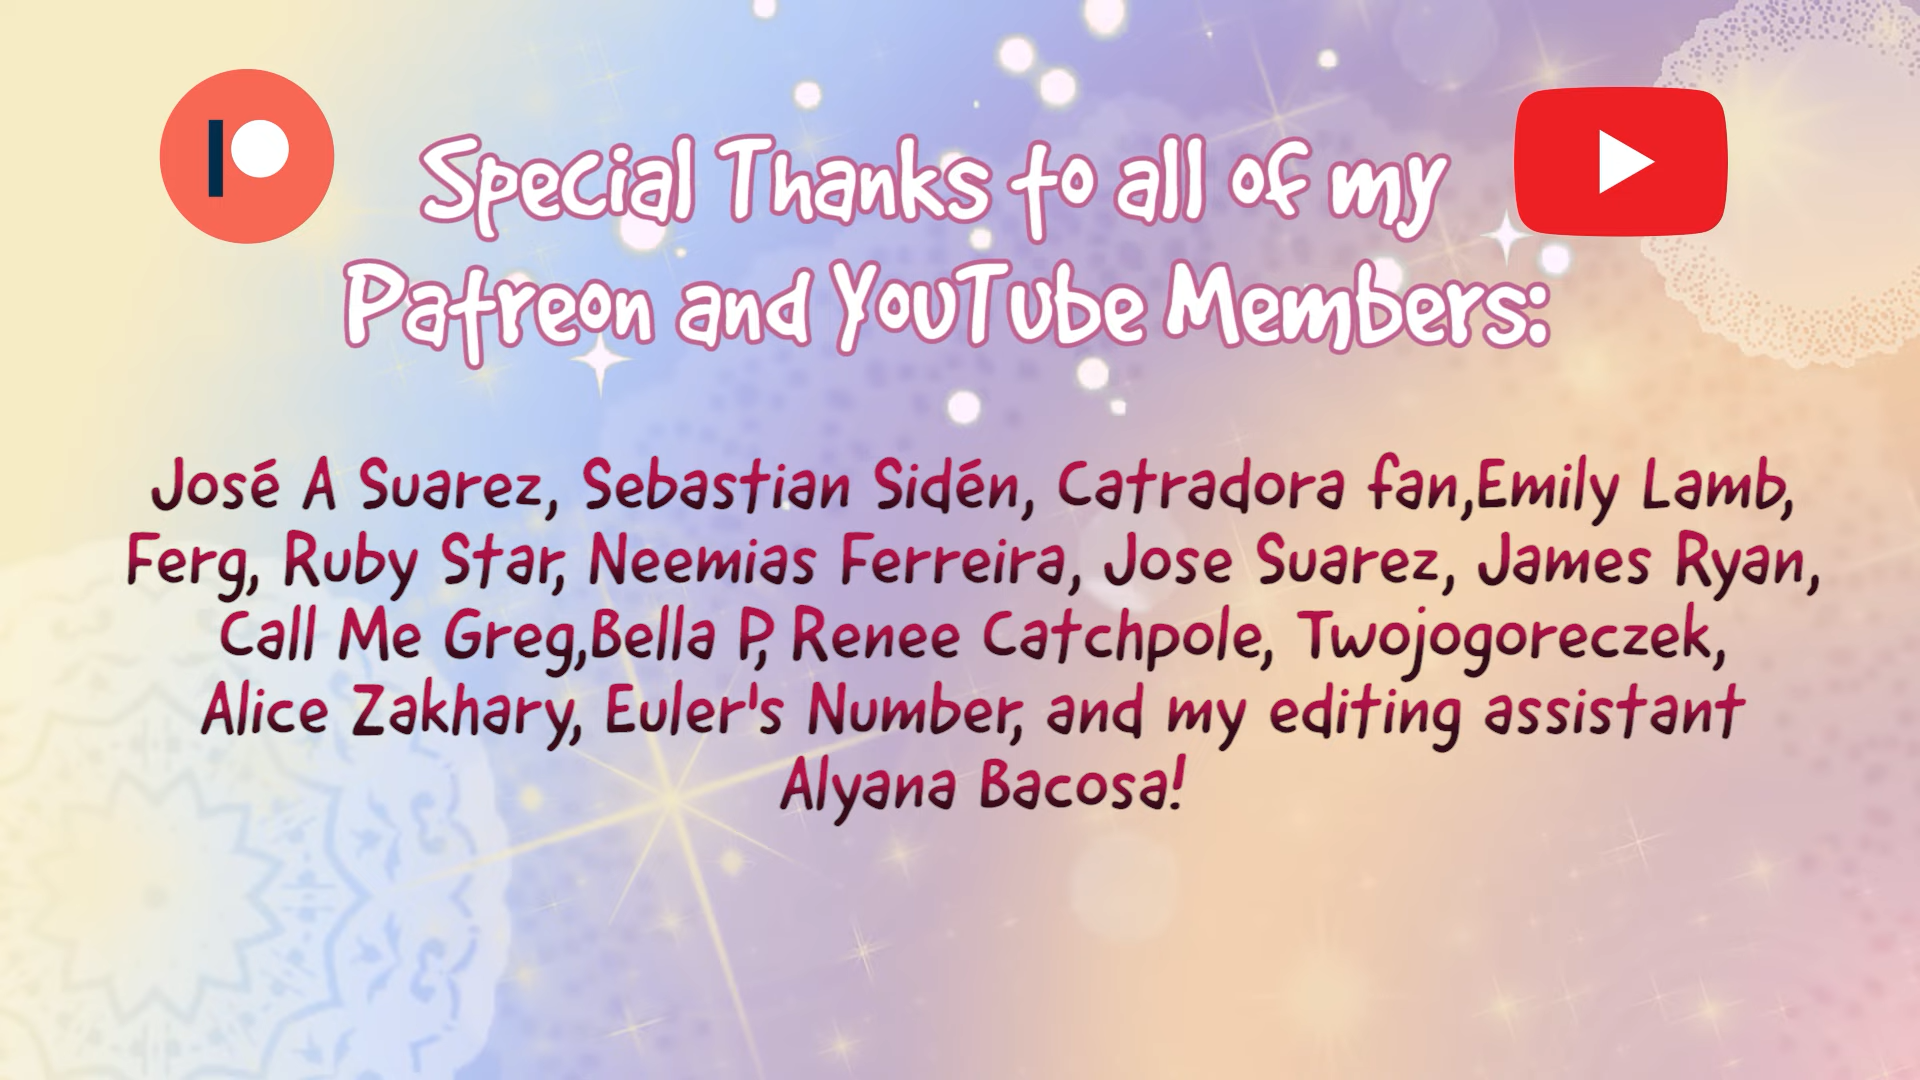 Special Thanks to all of my
Patreon and YouTube Members:
José A Suarez, Sebastian Sidén, Catradora fan,Emily Lamb,
Ferg, Ruby Star, Neemias Ferreira, Jose Suarez, James Ryan,
Call Me Greg,Bella P, Renee Catchpole, Twojogoreczek,
Alice Zakhary, Euler's Number, and my editing assistant
Alyana Bacosa!